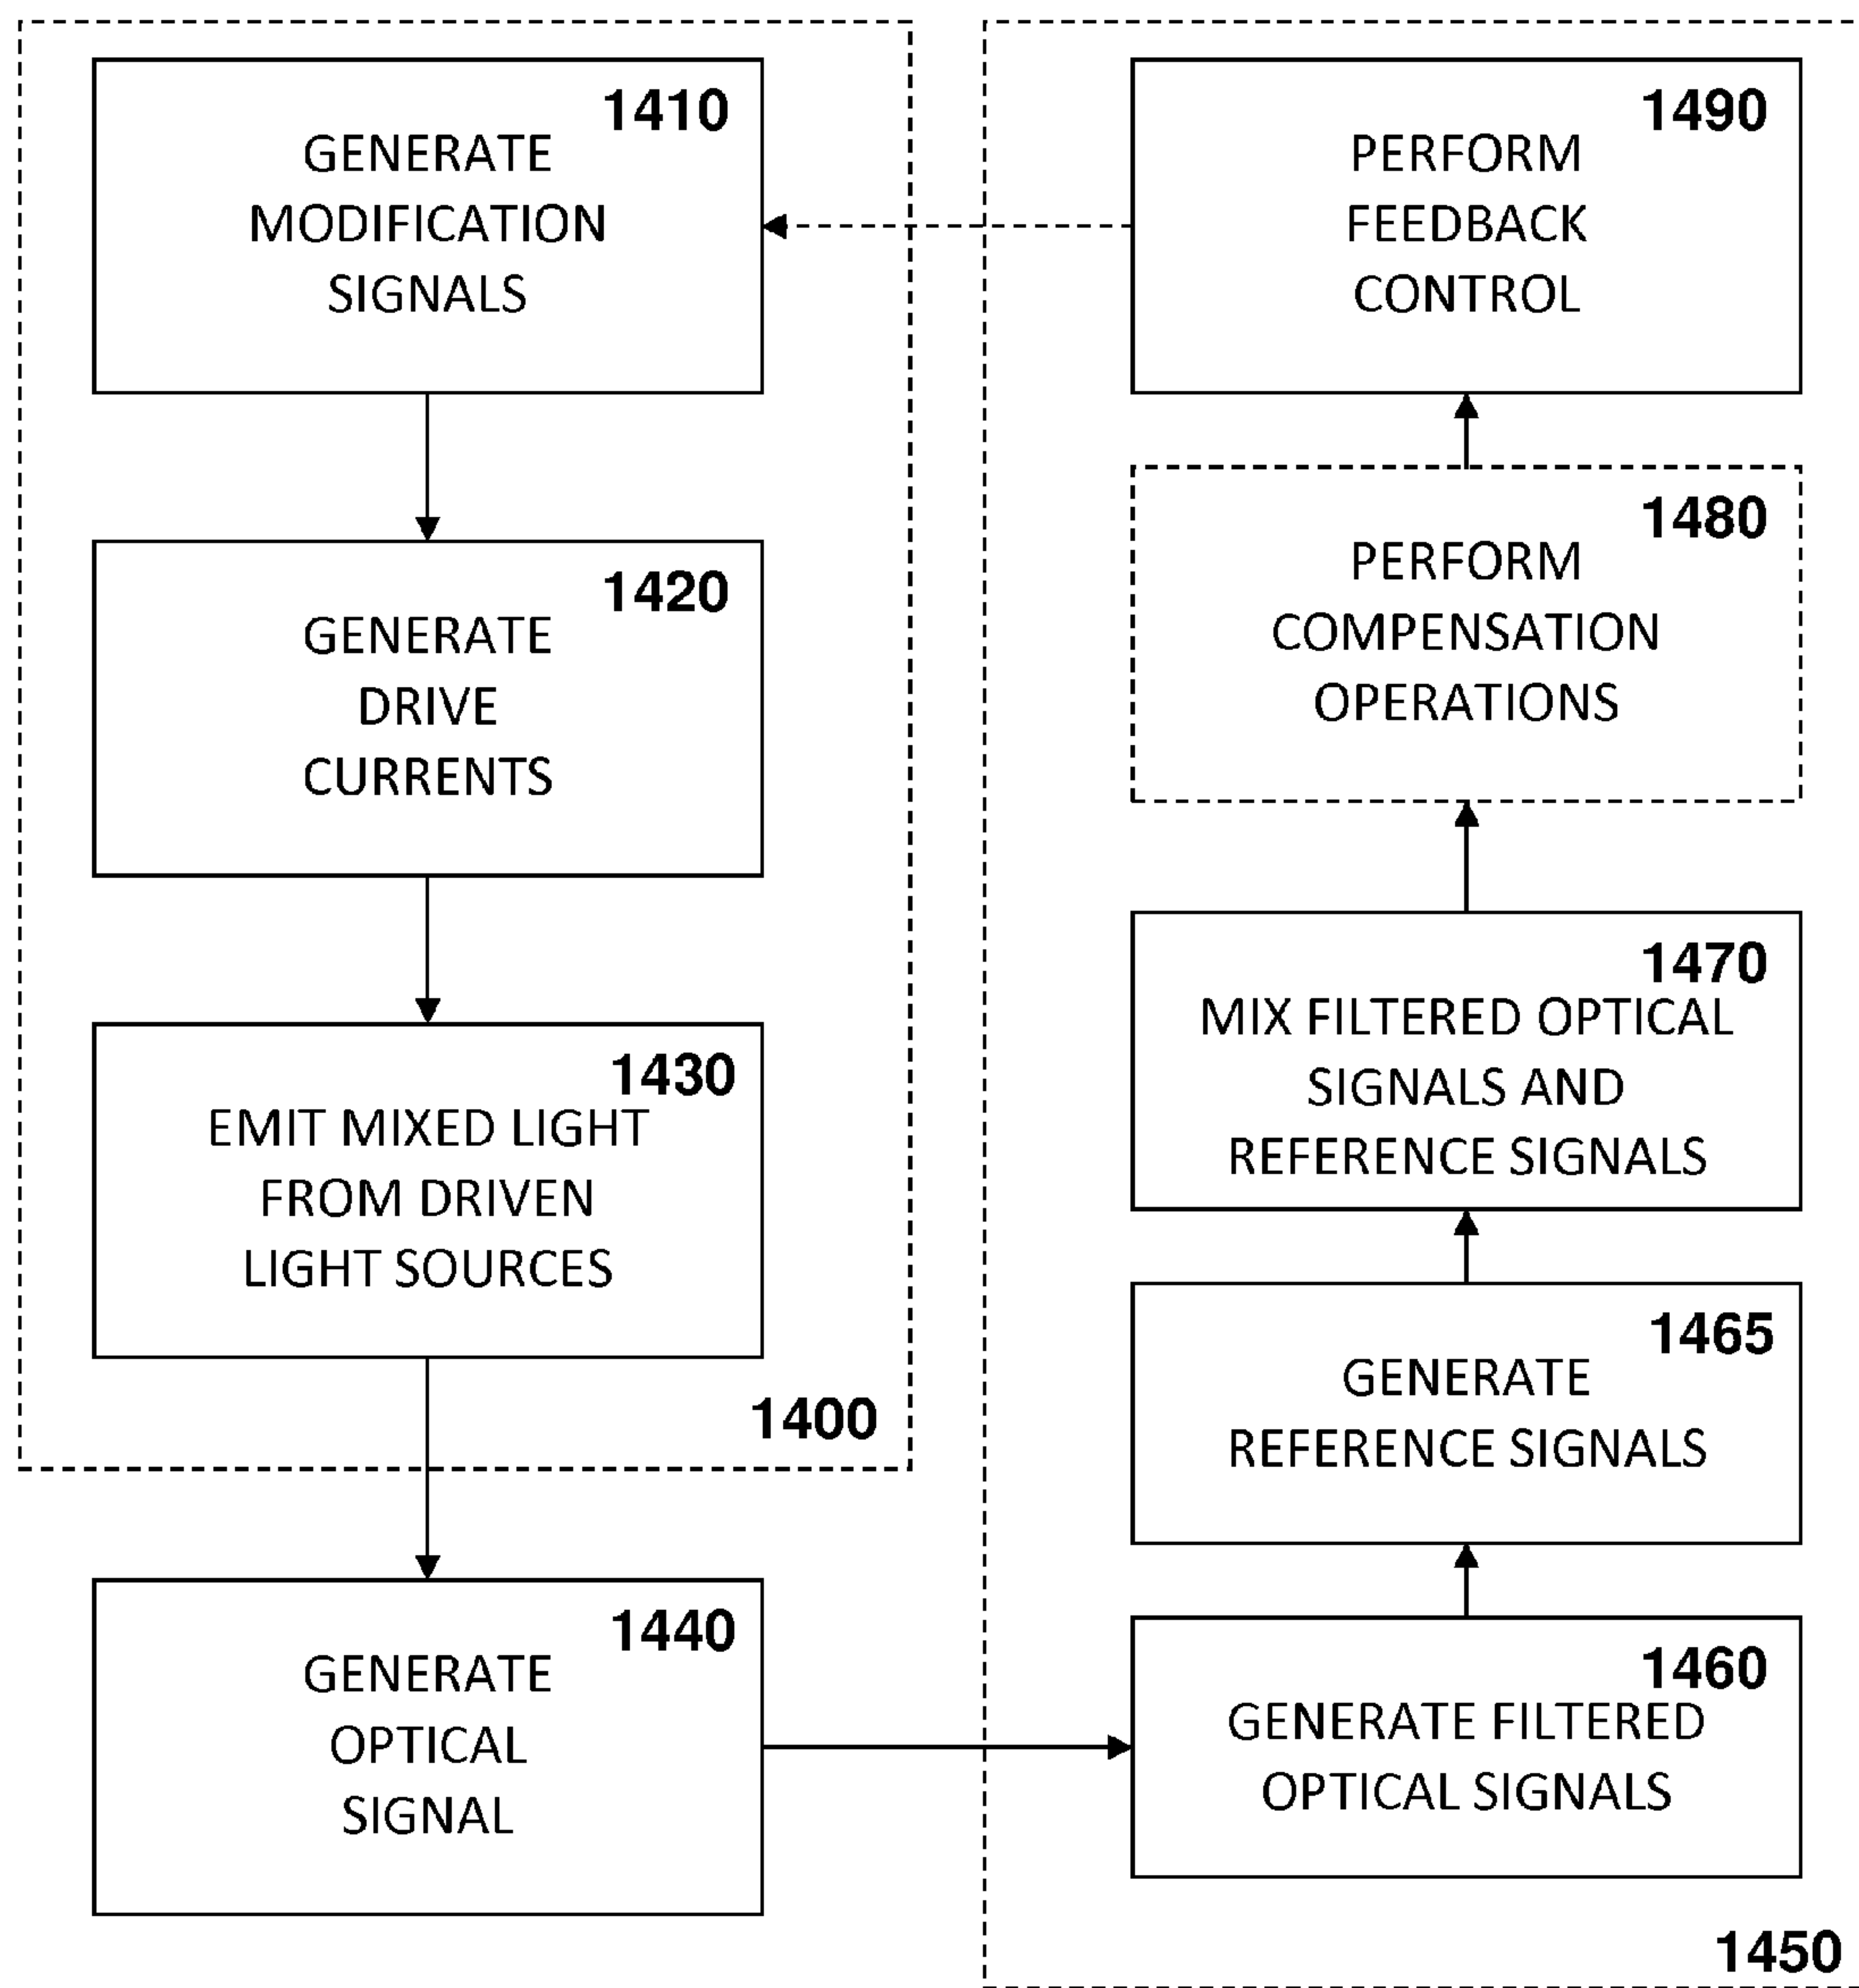 1410
GENERATE
MODIFICATION
SIGNALS
1420
GENERATE
DRIVE
CURRENTS
1430
EMIT MIXED LIGHT
FROM DRIVEN
LIGHT SOURCES
1400
1440
GENERATE
OPTICAL
SIGNAL
1490
PERFORM
FEEDBACK
CONTROL
1480
PERFORM
COMPENSATION
OPERATIONS
1470
MIX FILTERED OPTICAL
SIGNALS AND
REFERENCE SIGNALS
1465
GENERATE
REFERENCE SIGNALS
1460
GENERATE FILTERED
OPTICAL SIGNALS
1450